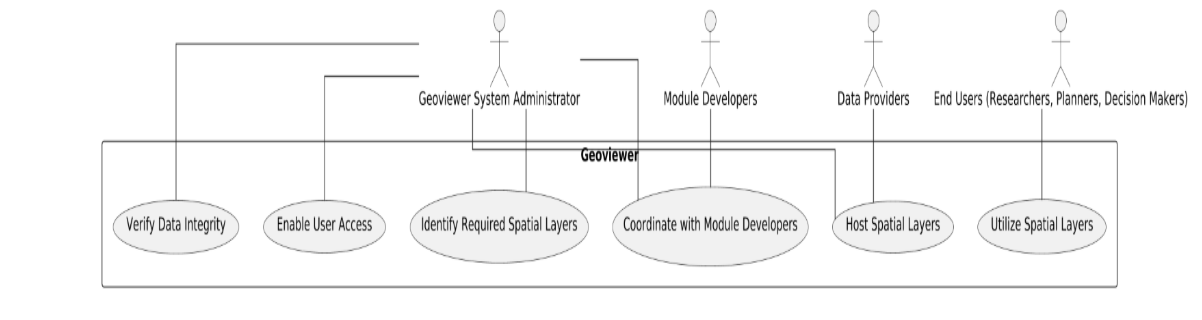 Geoviewer System Administrator
Module Developers
Data Providers
End Users (Researchers, Planners, Decision Makers)
Geoviewer
Verify Data Integrity
Enable User Access
Identify Required Spatial Layers
Coordinate with Module Developers
Host Spatial Layers
Utilize Spatial Layers